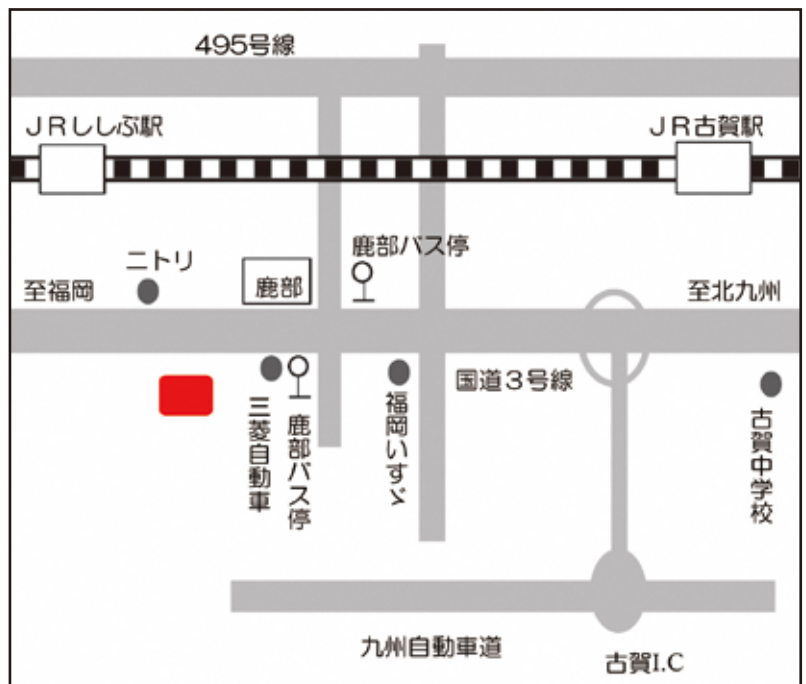 495号線
JRししぶ駅
JR古賀駅
鹿部バス停
ニトリ
鹿部
至福岡
至北九州
国道3号線
三菱自動車
鹿部バス停
福岡いすゞ
古賀中学校
九州自動車道
古賀I.C